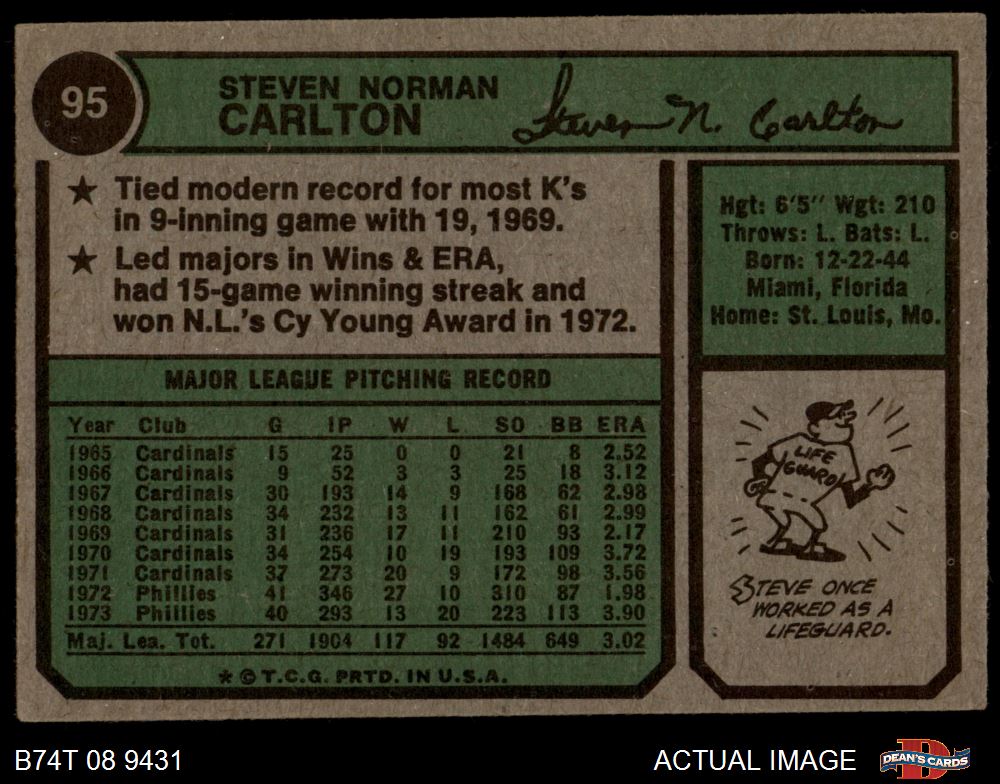 95
STEVEN NORMAN
CARLTON
Steven N. Carlton
★ Tied modern record for most K's
in 9-inning game with 19, 1969.
★ Led majors in Wins & ERA,
had 15-game winning streak and
won N.L.'s Cy Young Award in 1972.
Hgt: 6'5" Wgt: 210
Throws: L. Bats: L.
Born: 12-22-44
Miami, Florida
Home: St. Louis, Mo.
MAJOR LEAGUE PITCHING RECORD
Year Club G IP W L SO BB ERA
1965 Cardinals 15 25 0 0 21 8 2.52
1966 Cardinals 9 52 3 3 25 18 3.12
1967 Cardinals 30 193 14 9 168 62 2.98
1968 Cardinals 34 232 13 11 162 61 2.99
1969 Cardinals 31 236 17 11 210 93 2.17
1970 Cardinals 34 254 10 19 193 109 3.72
1971 Cardinals 37 273 20 9 172 98 3.56
1972 Phillies 41 346 27 10 310 87 1.98
1973 Phillies 40 293 13 20 223 113 3.90
Maj. Lea. Tot. 271 1904 117 92 1484 649 3.02
* © T.C.G. PRTD. IN U.S.A.
LIFE
GUARD
STEVE ONCE
WORKED AS A
LIFEGUARD.
B74T 08 9431
ACTUAL IMAGE
D
DEAN'S CARDS